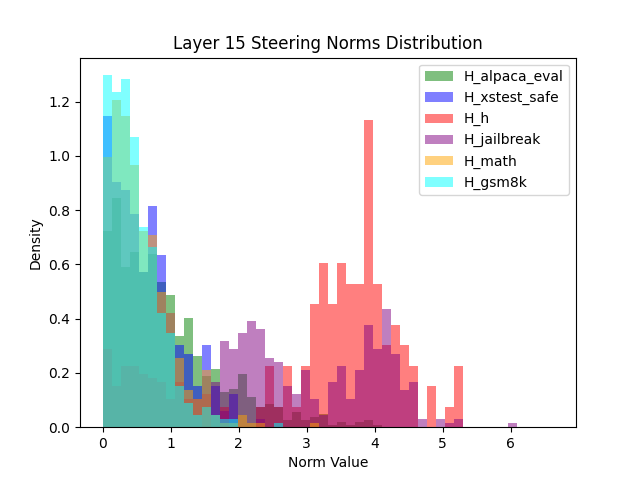 Layer 15 Steering Norms Distribution
H_alpaca_eval
H_xstest_safe
H_h
H_jailbreak
H_math
H_gsm8k
Density
1.2
1.0
0.8
0.6
0.4
0.2
0.0
0 1 2 3 4 5 6
Norm Value